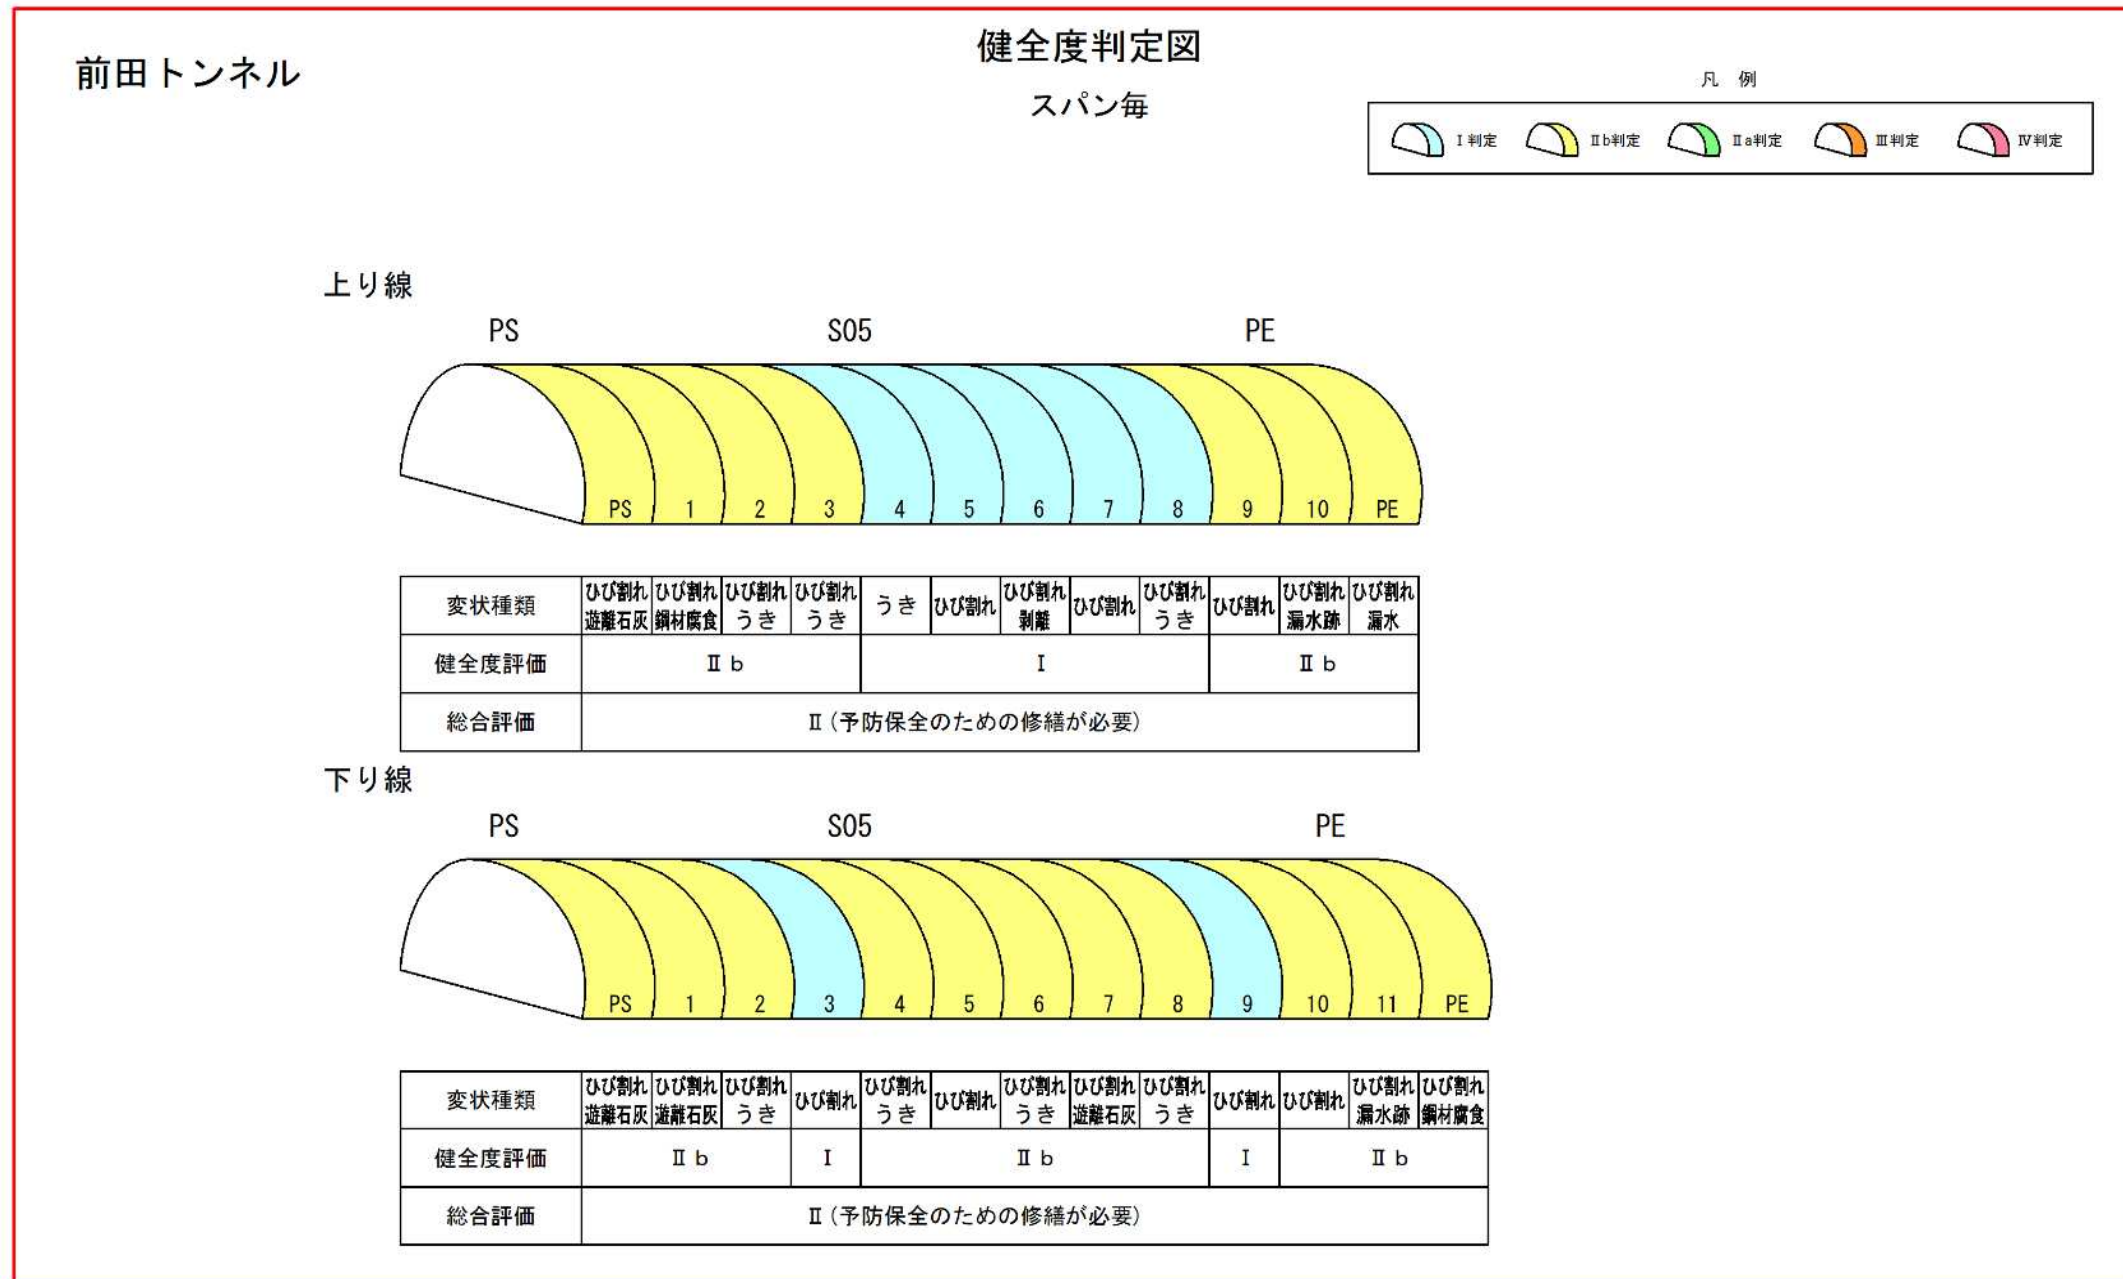 前田トンネル
健全度判定図
スパン毎
凡 例
Ⅰ判定 Ⅱb判定 Ⅱa判定 Ⅲ判定 Ⅳ判定
上り線
PS S05 PE
PS 1 2 3 4 5 6 7 8 9 10 PE
変状種類 ひび割れ 遊離石灰 ひび割れ 鋼材腐食 ひび割れ うき ひび割れ うき うき ひび割れ ひび割れ 剥離 ひび割れ ひび割れ うき ひび割れ ひび割れ 漏水跡 ひび割れ 漏水
健全度評価 Ⅱb Ⅰ Ⅱb
総合評価 Ⅱ(予防保全のための修繕が必要)
下り線
PS S05 PE
PS 1 2 3 4 5 6 7 8 9 10 11 PE
変状種類 ひび割れ 遊離石灰 ひび割れ 遊離石灰 ひび割れ うき ひび割れ ひび割れ うき ひび割れ ひび割れ うき ひび割れ 遊離石灰 ひび割れ うき ひび割れ ひび割れ ひび割れ 漏水跡 ひび割れ 鋼材腐食
健全度評価 Ⅱb Ⅰ Ⅱb Ⅰ Ⅱb
総合評価 Ⅱ(予防保全のための修繕が必要)